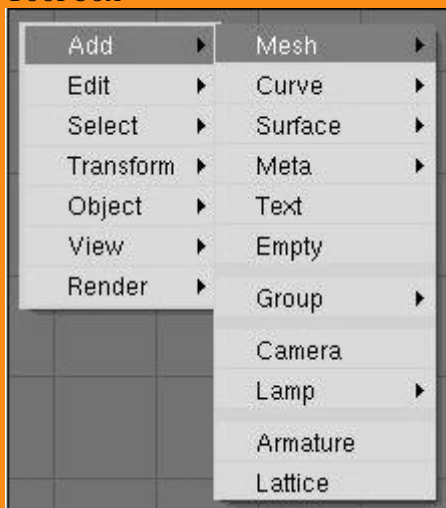 Add
Edit
Select
Transform
Object
View
Render
Mesh
Curve
Surface
Meta
Text
Empty
Group
Camera
Lamp
Armature
Lattice